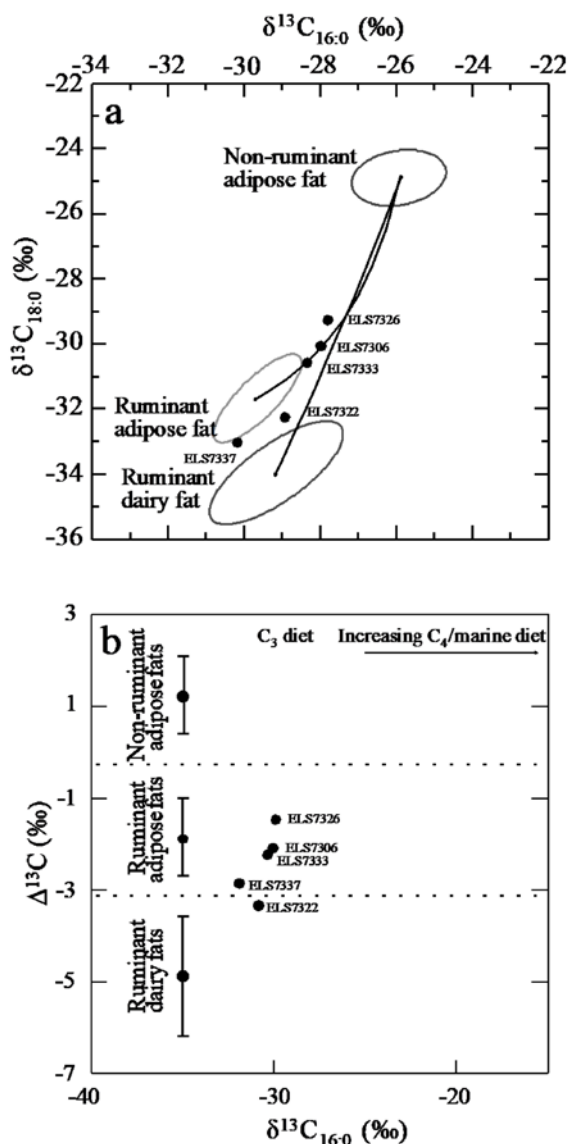 δ¹³C₁₆:₀ (‰)
-34 -32 -30 -28 -26 -24 -22
-22
-24
-26
-28
-30
-32
-34
-36
δ¹³C₁₈:₀ (‰)
a
Non-ruminant
adipose fat
ELS7326
ELS7306
ELS7333
Ruminant
adipose fat
ELS7322
ELS7337
Ruminant
dairy fat
3
1
-1
-3
-5
-7
Δ¹³C (‰)
b
C₃ diet
Increasing C₄/marine diet
Non-ruminant
adipose fats
Ruminant
adipose fats
Ruminant
dairy fats
ELS7326
ELS7306
ELS7333
ELS7337
ELS7322
-40 -30 -20
δ¹³C₁₆:₀ (‰)